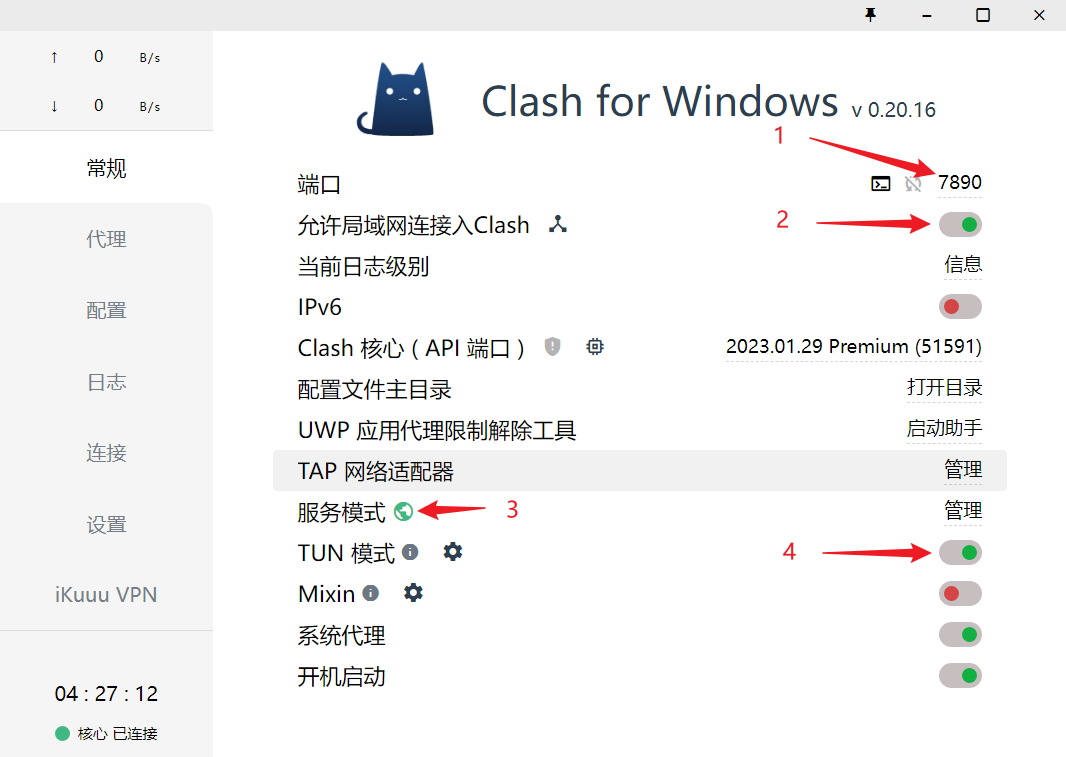 ↑ 0 B/s
↓ 0 B/s
常规
代理
配置
日志
连接
设置
iKuuu VPN
04 : 27 : 12
核心 已连接
Clash for Windows v 0.20.16
1
端口 7890
允许局域网连接入Clash 2
当前日志级别 信息
IPv6
Clash 核心 ( API 端口 ) 2023.01.29 Premium (51591)
配置文件主目录 打开目录
UWP 应用代理限制解除工具 启动助手
TAP 网络适配器 管理
服务模式 3 管理
TUN 模式 4
Mixin
系统代理
开机启动